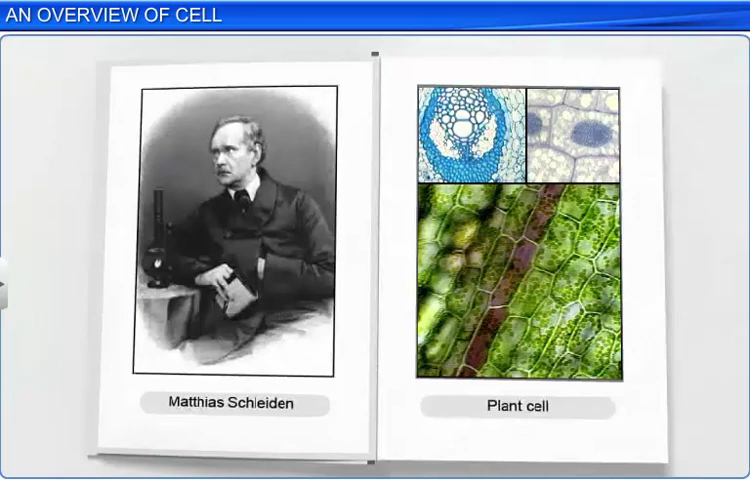 AN OVERVIEW OF CELL
Matthias Schleiden
Plant cell